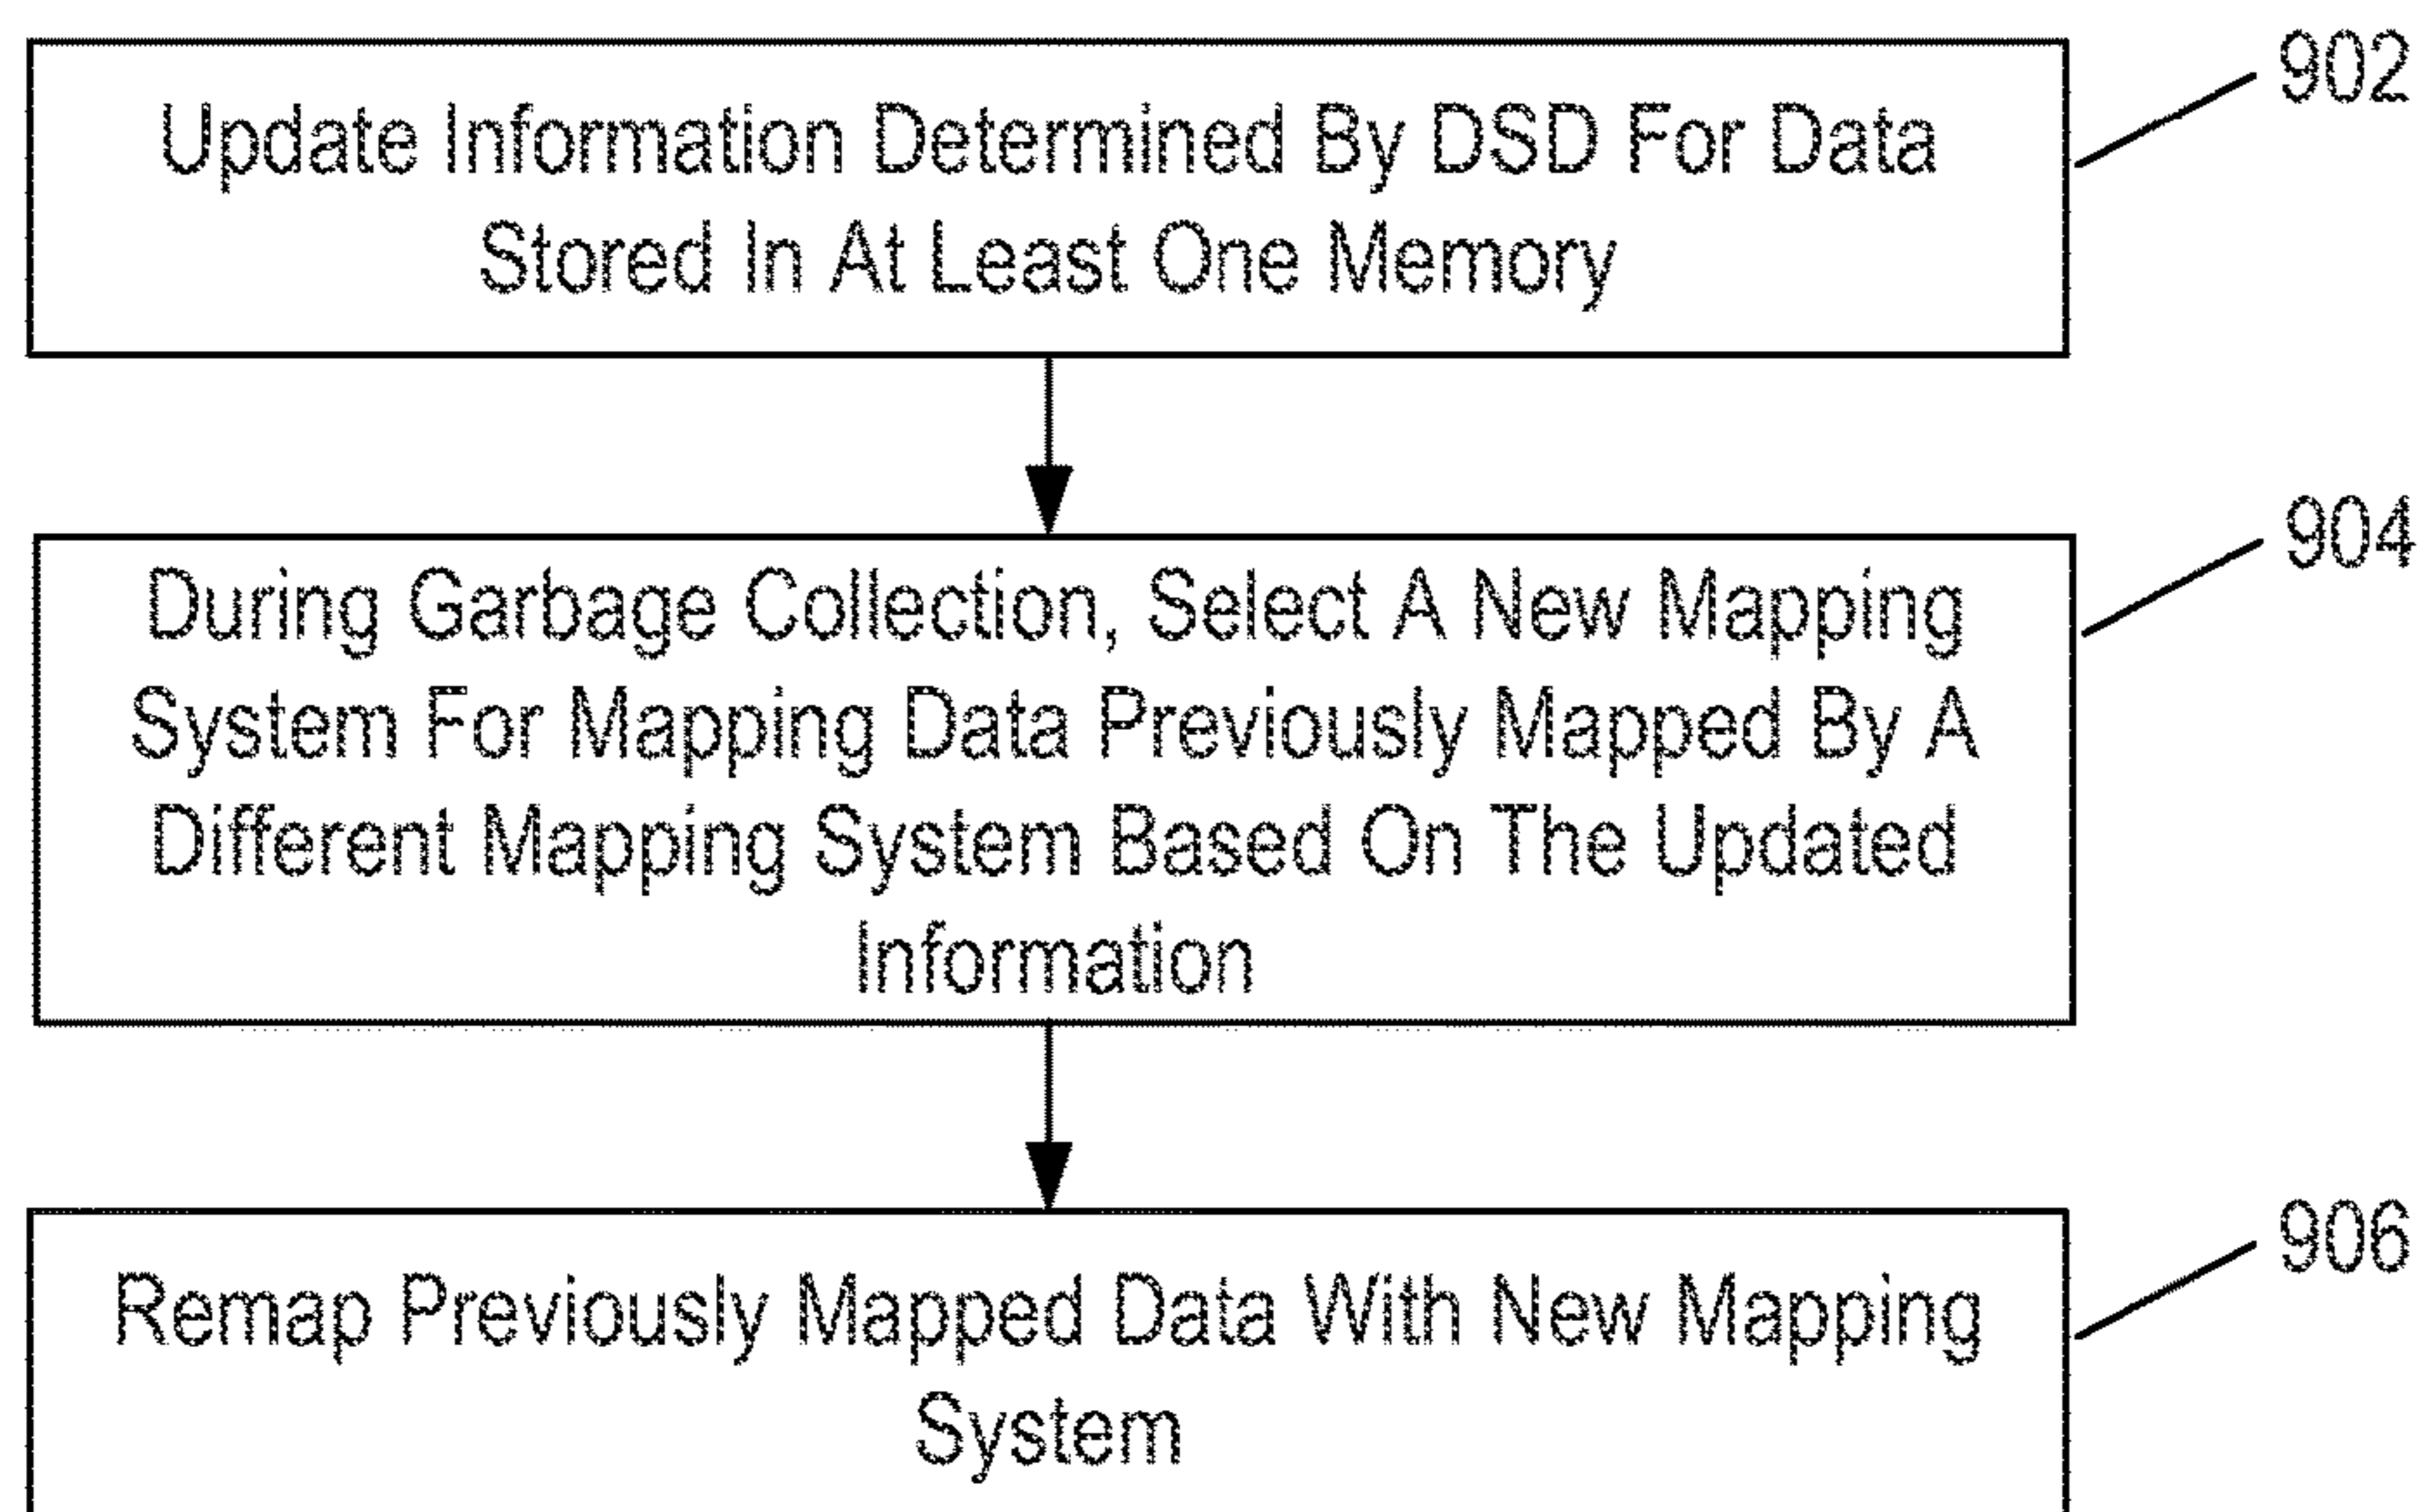 902
Update Information Determined By DSD For Data
Stored In At Least One Memory
904
During Garbage Collection, Select A New Mapping
System For Mapping Data Previously Mapped By A
Different Mapping System Based On The Updated
Information
906
Remap Previously Mapped Data With New Mapping
System